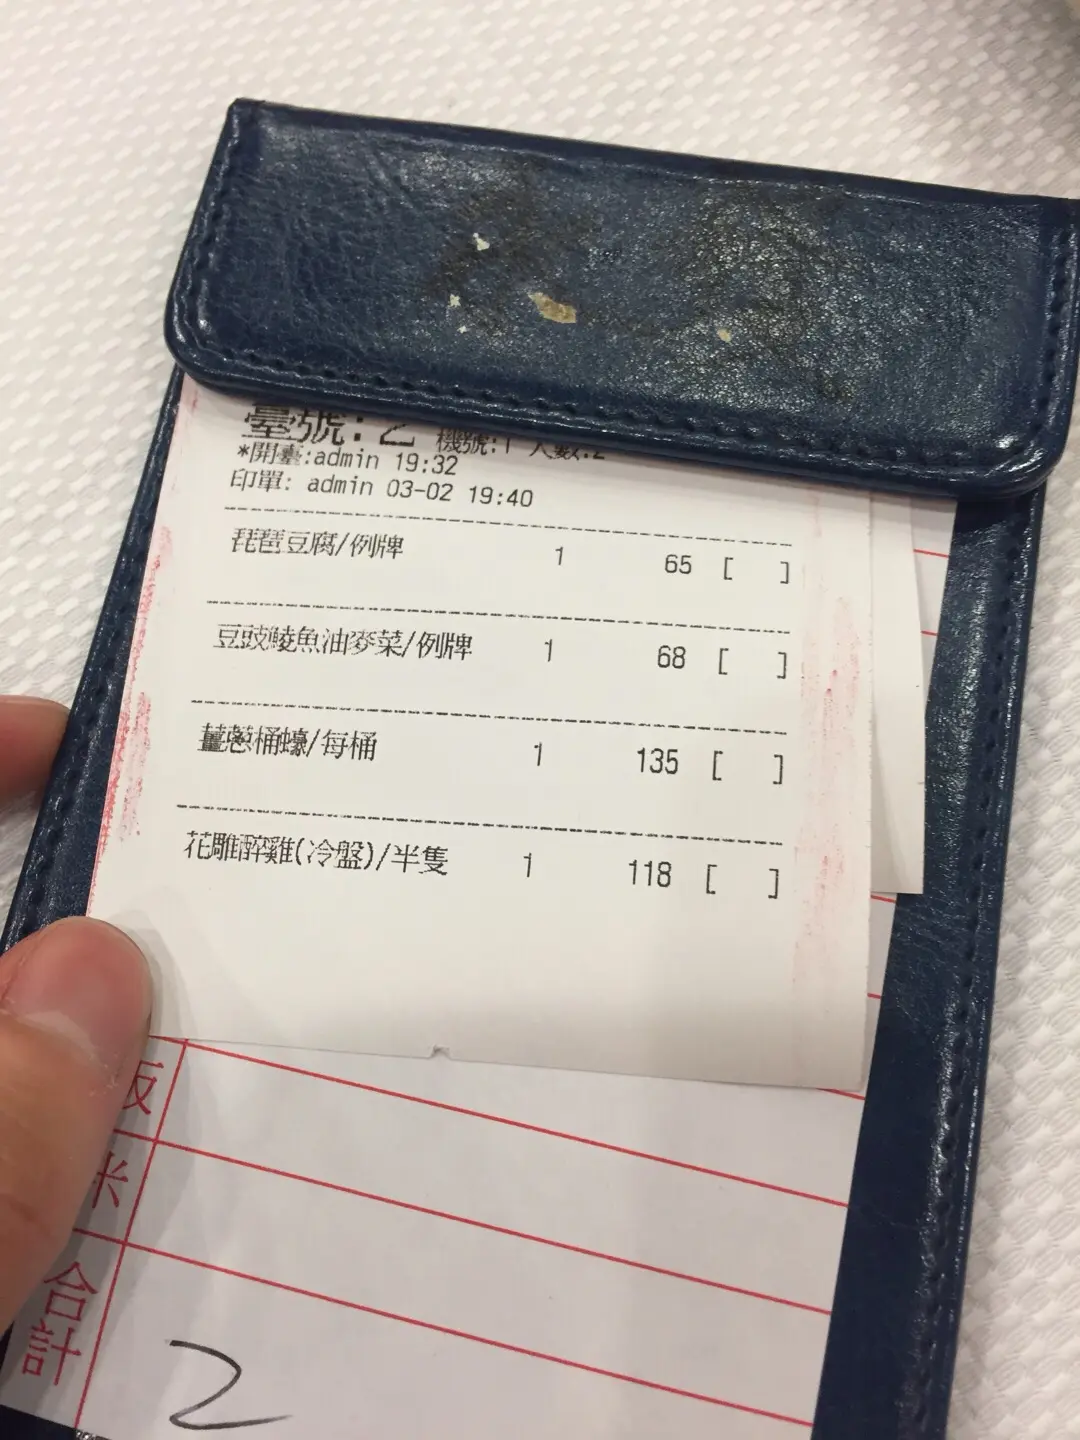 臺號: 2 機號:1 人數:2
*開臺:admin 19:32
印單: admin 03-02 19:40
琵琶豆腐/例牌 1 65 [ ]
豆豉鯪魚油麥菜/例牌 1 68 [ ]
薑蔥桶蠔/每桶 1 135 [ ]
花雕醉雞(冷盤)/半隻 1 118 [ ]
米
合計 2